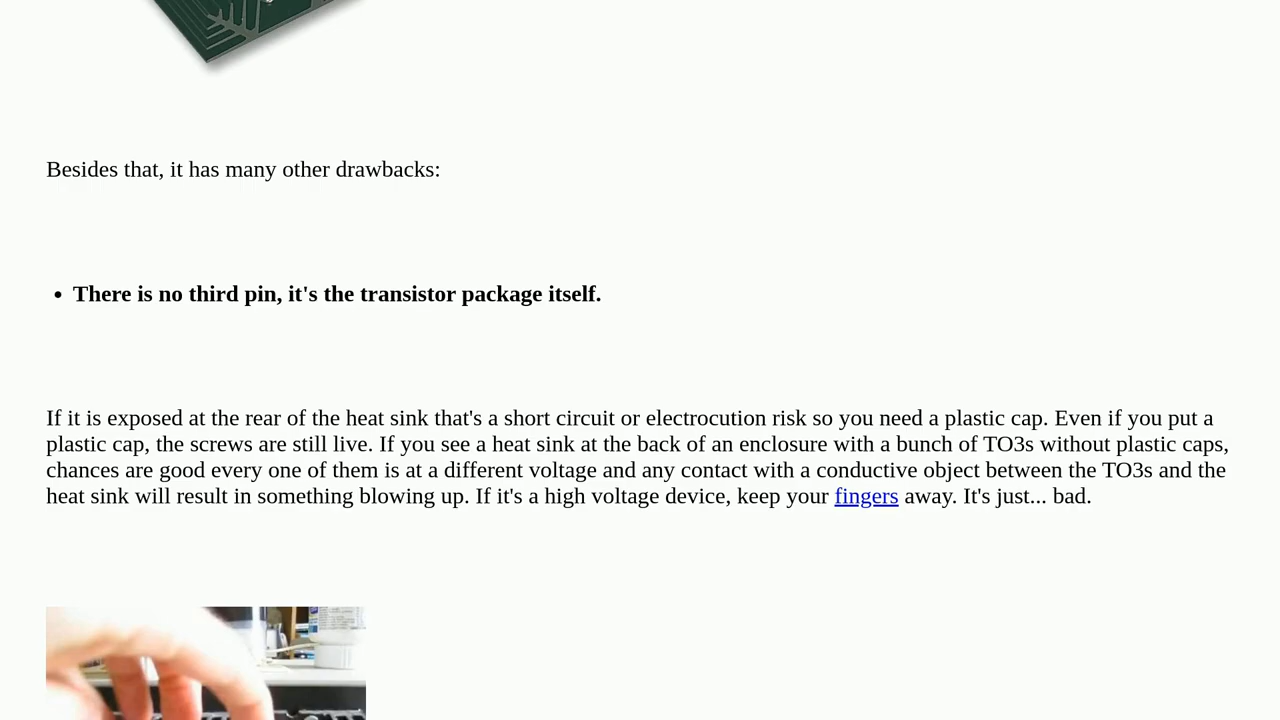 Besides that, it has many other drawbacks:
• There is no third pin, it's the transistor package itself.
If it is exposed at the rear of the heat sink that's a short circuit or electrocution risk so you need a plastic cap. Even if you put a
plastic cap, the screws are still live. If you see a heat sink at the back of an enclosure with a bunch of TO3s without plastic caps,
chances are good every one of them is at a different voltage and any contact with a conductive object between the TO3s and the
heat sink will result in something blowing up. If it's a high voltage device, keep your fingers away. It's just... bad.